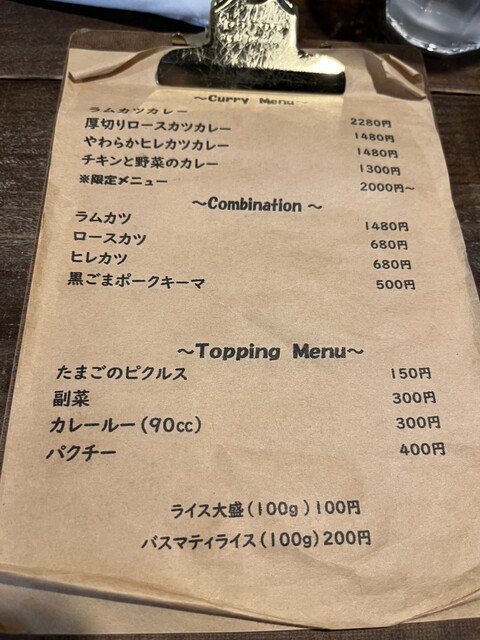 ～Curry Menu～
ラムカツカレー 2280円
厚切りロースカツカレー 1480円
やわらかヒレカツカレー 1480円
チキンと野菜のカレー 1300円
※限定メニュー 2000円～
～Combination～
ラムカツ 1480円
ロースカツ 680円
ヒレカツ 680円
黒ごまポークキーマ 500円
～Topping Menu～
たまごのピクルス 150円
副菜 300円
カレールー(90cc) 300円
パクチー 400円
ライス大盛(100g)100円
バスマティライス(100g)200円